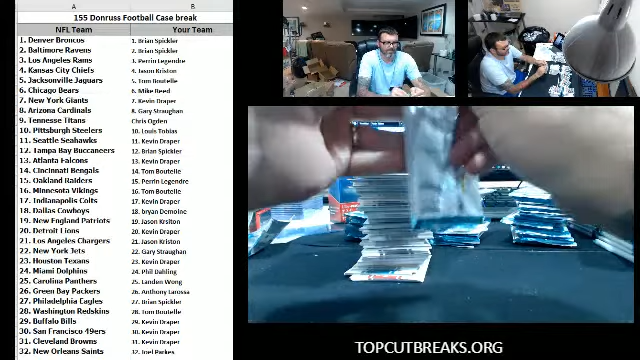 A B
155 Donruss Football Case break
NFL Team Your Team
1. Denver Broncos 1. Brian Spickler
2. Baltimore Ravens 2. Brian Spickler
3. Los Angeles Rams 3. Perrin Legendre
4. Kansas City Chiefs 4. Jason Kriston
5. Jacksonville Jaguars 5. Tom Boutelle
6. Chicago Bears 6. Mike Reed
7. New York Giants 7. Kevin Draper
8. Arizona Cardinals 8. Gary Straughan
9. Tennesse Titans Chris Ogden
10. Pittsburgh Steelers 10. Louis Tobias
11. Seattle Seahawks 11. Kevin Draper
12. Tampa Bay Buccaneers 12. Brian Spickler
13. Atlanta Falcons 13. Kevin Draper
14. Cincinnati Bengals 14. Tom Boutelle
15. Oakland Raiders 15. Perrin Legendre
16. Minnesota Vikings 16. Tom Boutelle
17. Indianapolis Colts 17. Kevin Draper
18. Dallas Cowboys 18. bryan Demoine
19. New England Patriots 19. Jason Kriston
20. Detroit Lions 20. Kevin Draper
21. Los Angeles Chargers 21. Jason Kriston
22. New York Jets 22. Gary Straughan
23. Houston Texans 23. Kevin Draper
24. Miami Dolphins 24. Phil Dahling
25. Carolina Panthers 25. Landen Wong
26. Green Bay Packers 26. Anthony Larossa
27. Philadelphia Eagles 27. Brian Spickler
28. Washington Redskins 28. Tom Boutelle
29. Buffalo Bills 29. Kevin Draper
30. San Francisco 49ers 30. Kevin Draper
31. Cleveland Browns 31. Kevin Draper
32. New Orleans Saints 32. Joel Parkes
TOPCUTBREAKS.ORG